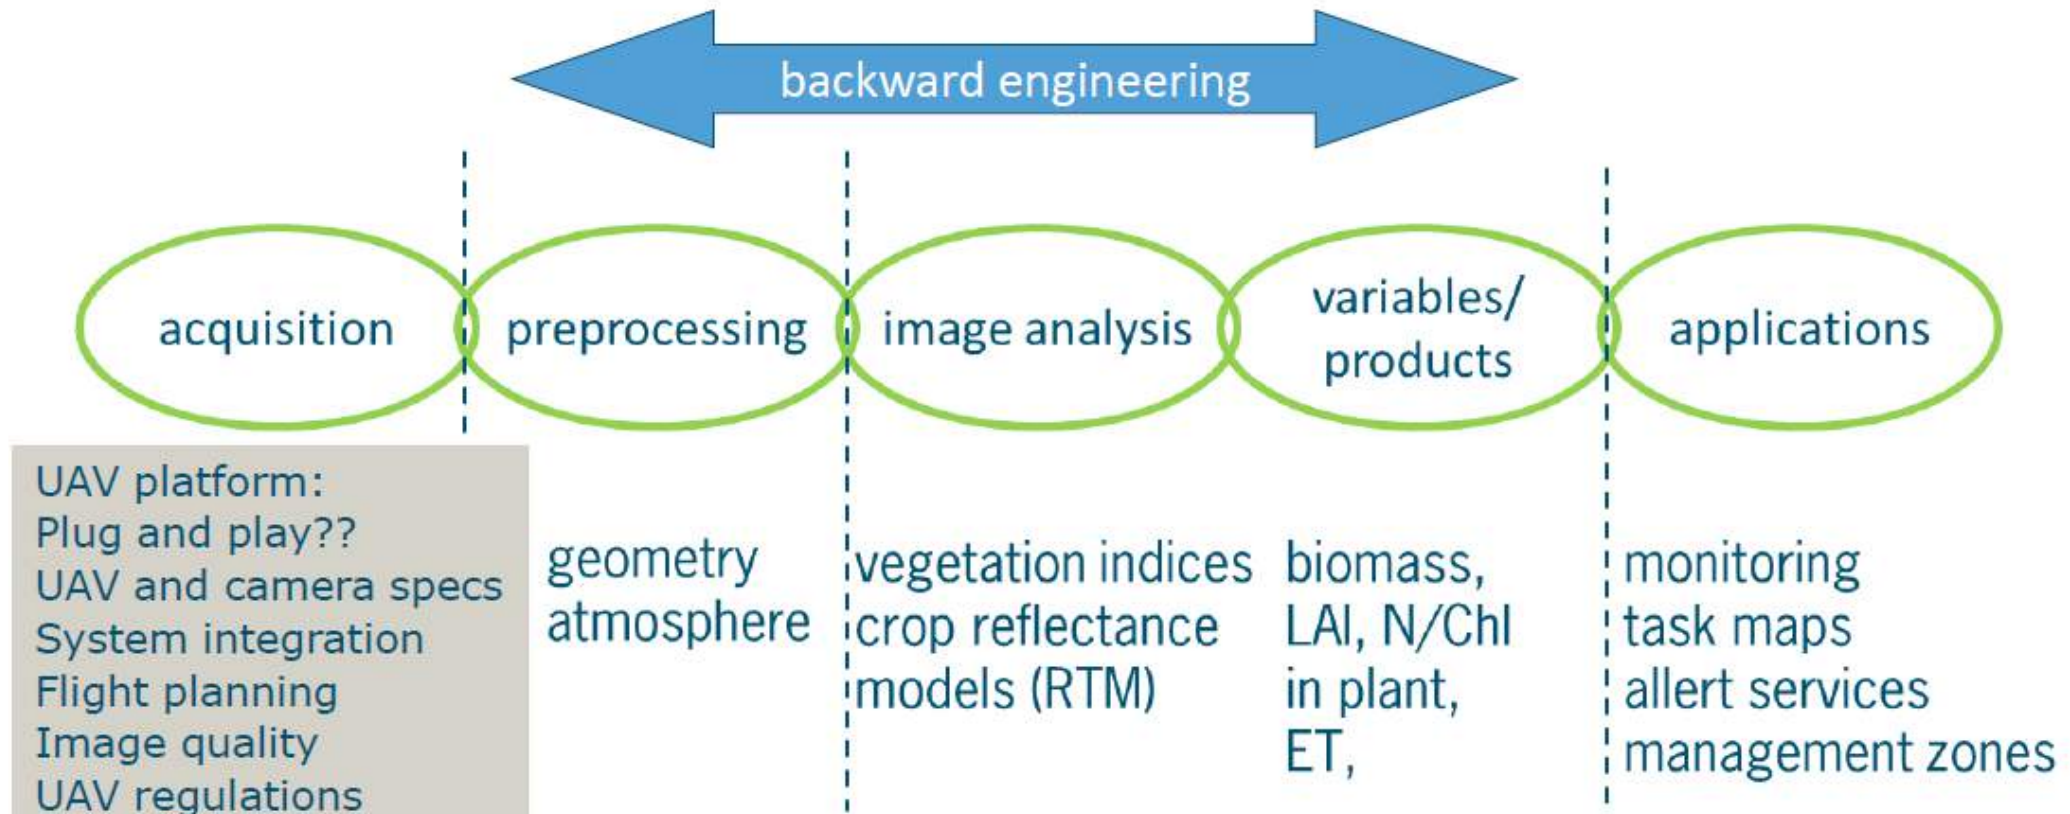 backward engineering
acquisition
preprocessing
image analysis
variables/
products
applications
UAV platform:
Plug and play??
UAV and camera specs
System integration
Flight planning
Image quality
UAV regulations
geometry
atmosphere
vegetation indices
crop reflectance
models (RTM)
biomass,
LAI, N/Chl
in plant,
ET,
monitoring
task maps
allert services
management zones